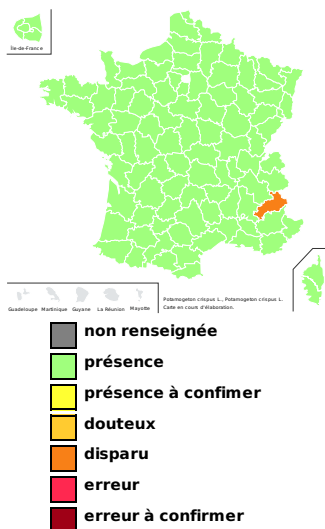 Île-de-France
Guadeloupe Martinique Guyane La Réunion Mayotte
Potamogeton crispus L., Potamogeton crispus L.
Carte en cours d'élaboration.
non renseignée
présence
présence à confimer
douteux
disparu
erreur
erreur à confirmer